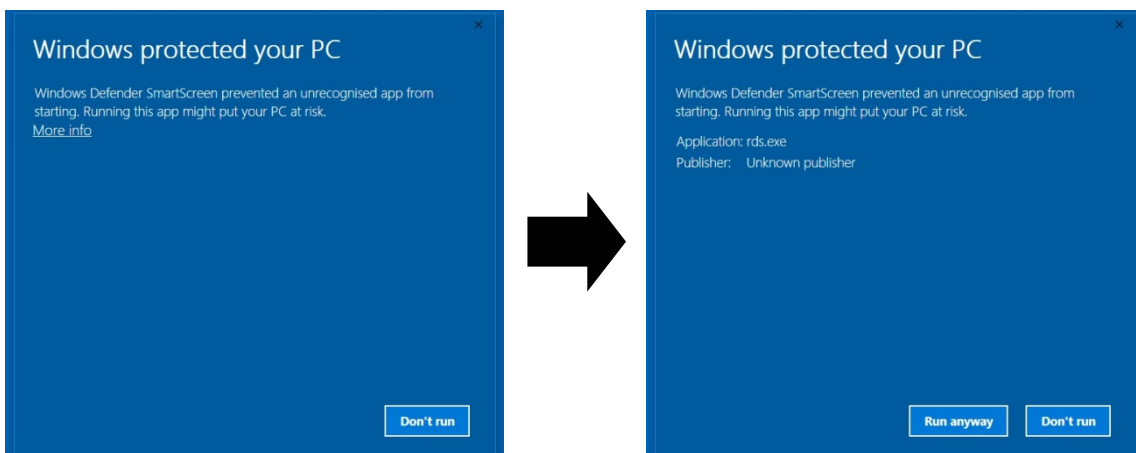 Windows protected your PC
Windows Defender SmartScreen prevented an unrecognised app from
starting. Running this app might put your PC at risk.
More info
Don't run
Windows protected your PC
Windows Defender SmartScreen prevented an unrecognised app from
starting. Running this app might put your PC at risk.
Application: rds.exe
Publisher: Unknown publisher
Run anyway Don't run